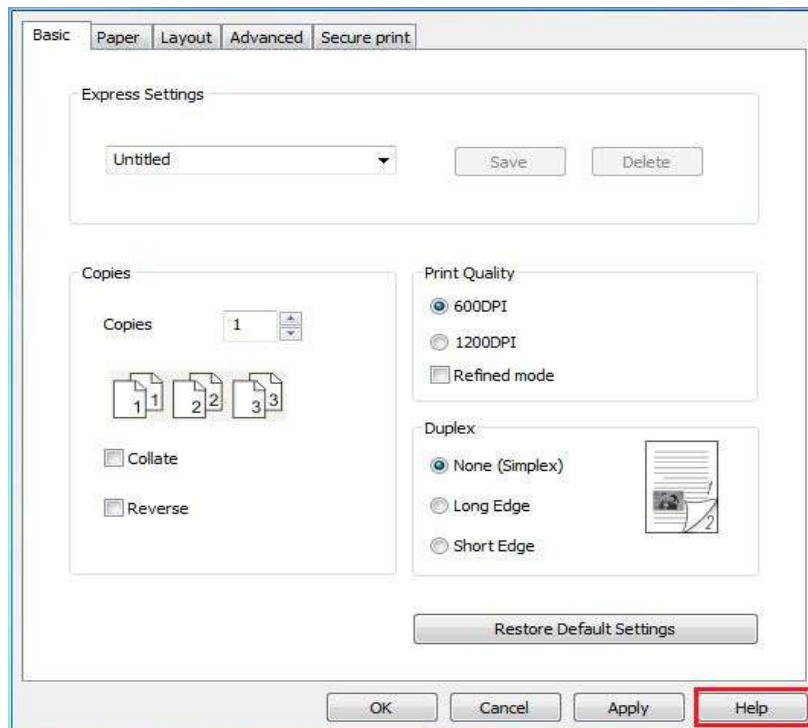 Basic Paper Layout Advanced Secure print
Express Settings
Untitled Save Delete
Copies
Copies 1
1 1 2 2 3 3
Collate
Reverse
Print Quality
600DPI
1200DPI
Refined mode
Duplex
None (Simplex)
Long Edge
Short Edge
1
2
Restore Default Settings
OK Cancel Apply Help